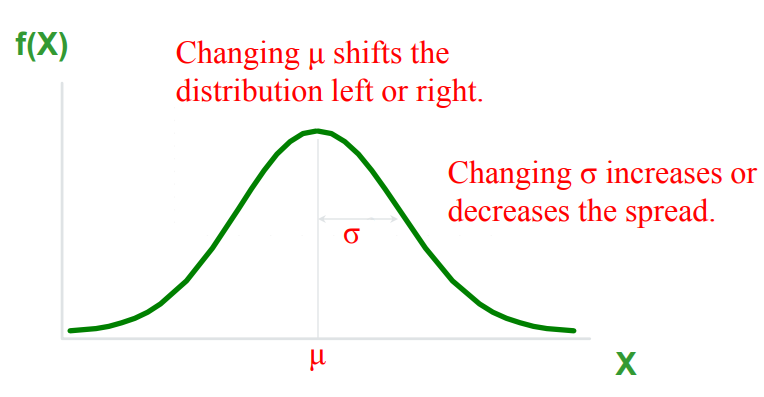 f(X)
Changing μ shifts the
distribution left or right.
Changing σ increases or
decreases the spread.
σ
μ
X